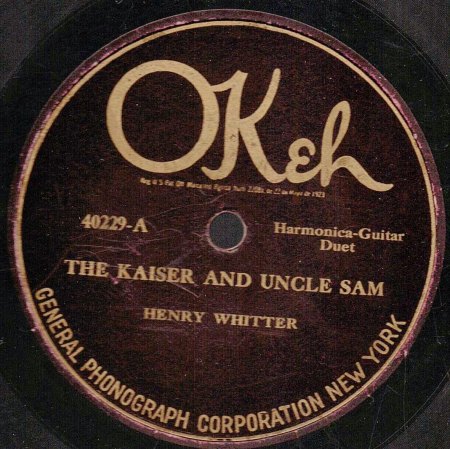 OKeh
40229-A
Harmonica-Guitar
Duet
THE KAISER AND UNCLE SAM
HENRY WHITTER
GENERAL PHONOGRAPH CORPORATION NEW YORK